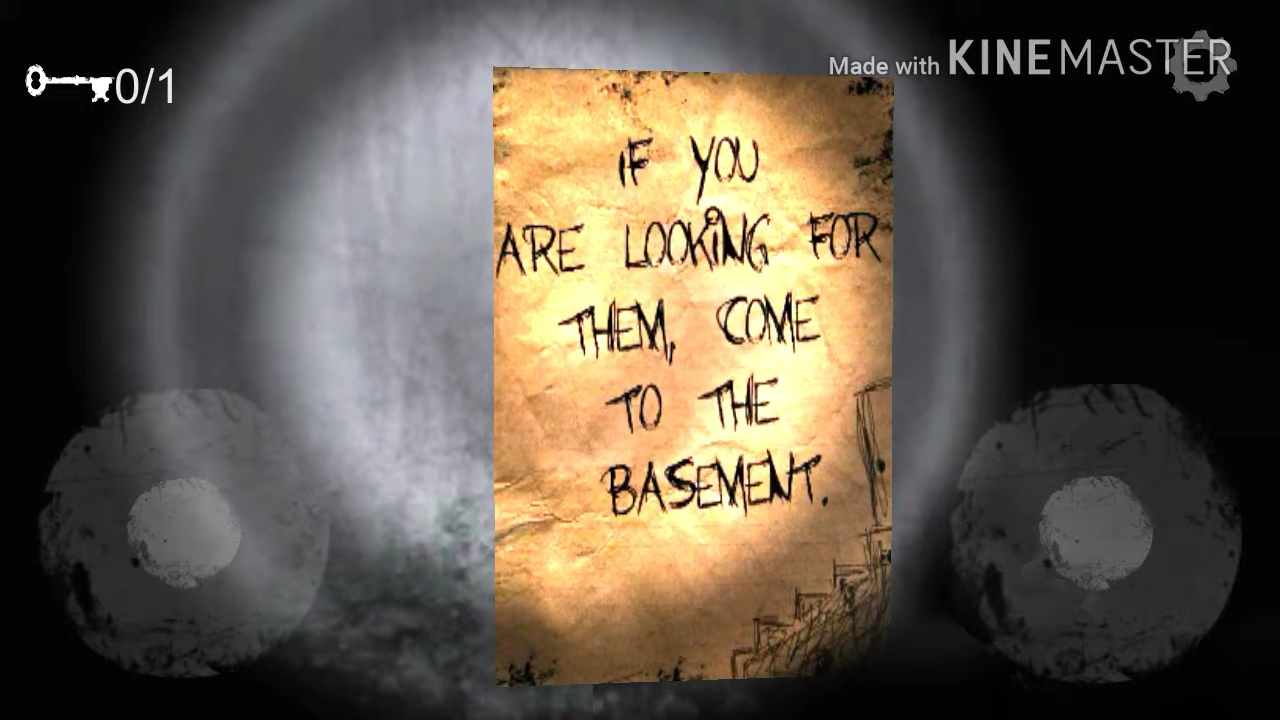 0/1
Made with KINEMASTER
IF YOU
ARE LOOKING FOR
THEM, COME
TO THE
BASEMENT.